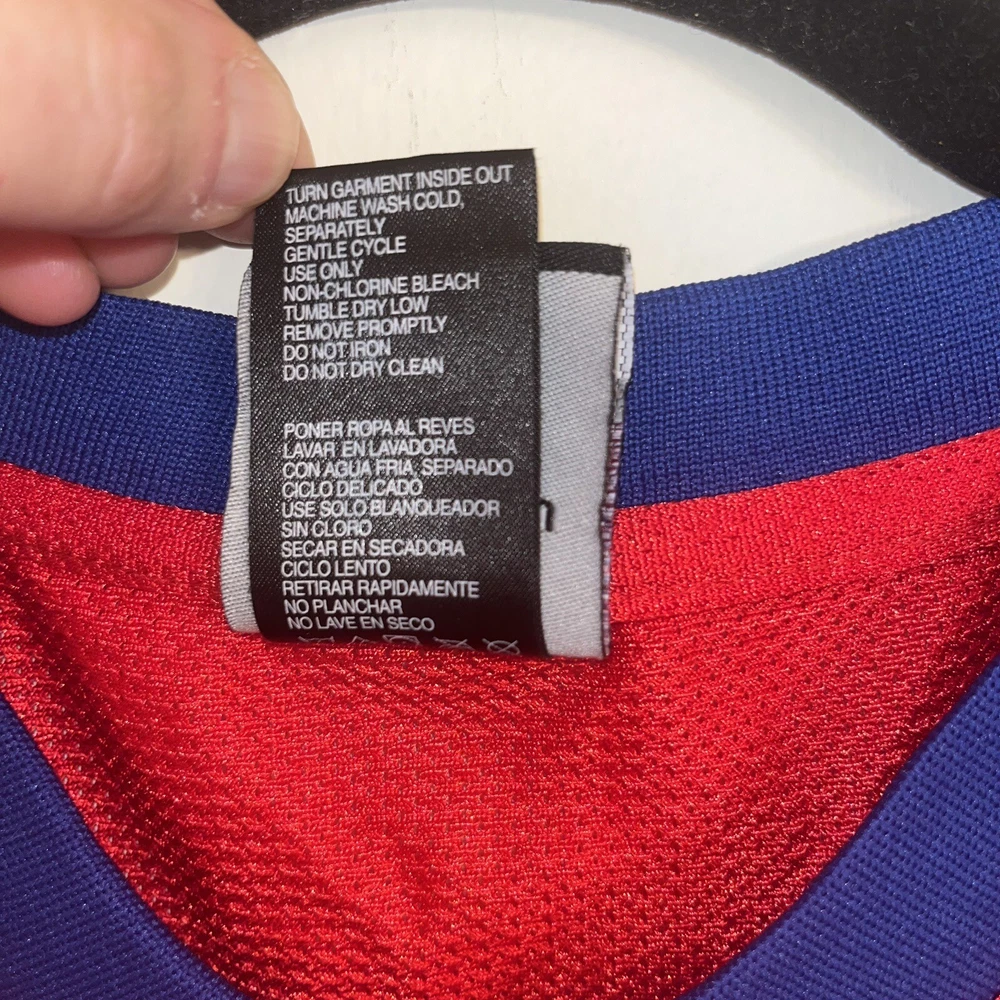 TURN GARMENT INSIDE OUT
MACHINE WASH COLD,
SEPARATELY
GENTLE CYCLE
USE ONLY
NON-CHLORINE BLEACH
TUMBLE DRY LOW
REMOVE PROMPTLY
DO NOT IRON
DO NOT DRY CLEAN
PONER ROPA AL REVES
LAVAR EN LAVADORA
CON AGUA FRIA, SEPARADO
CICLO DELICADO
USE SOLO BLANQUEADOR
SIN CLORO
SECAR EN SECADORA
CICLO LENTO
RETIRAR RAPIDAMENTE
NO PLANCHAR
NO LAVE EN SECO